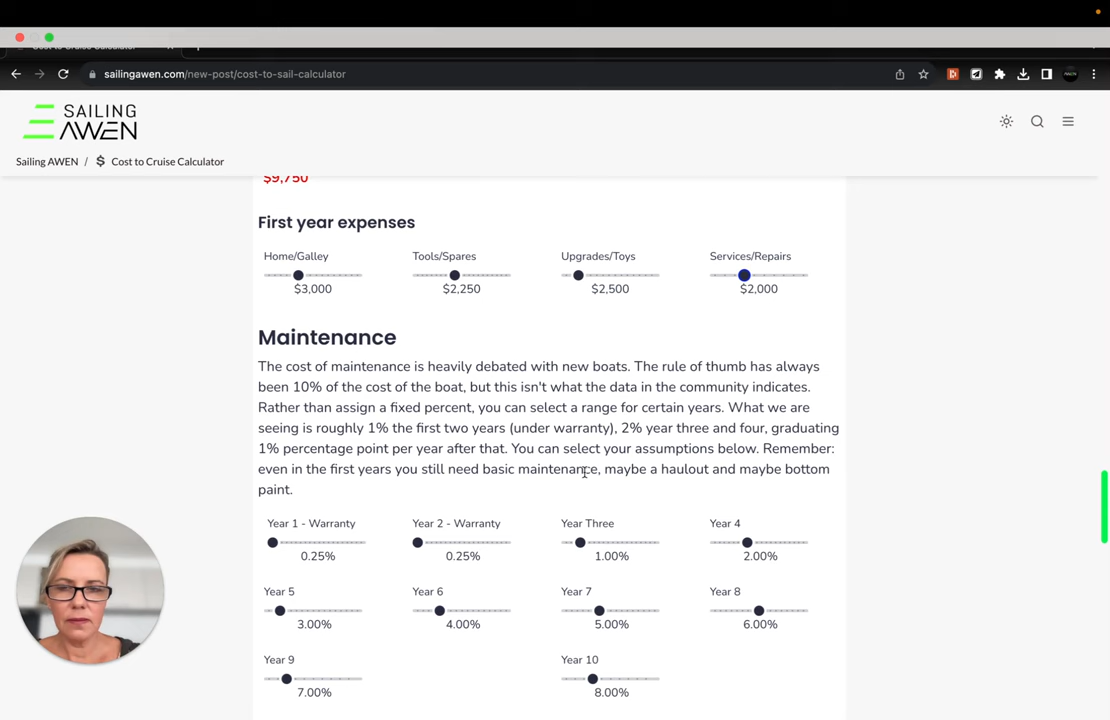 Cost to Cruise Calculator
sailingawen.com/new-post/cost-to-sail-calculator
SAILING
AWEN
Sailing AWEN / $ Cost to Cruise Calculator
$9,750
First year expenses
Home/Galley Tools/Spares Upgrades/Toys Services/Repairs
$3,000 $2,250 $2,500 $2,000
Maintenance
The cost of maintenance is heavily debated with new boats. The rule of thumb has always
been 10% of the cost of the boat, but this isn't what the data in the community indicates.
Rather than assign a fixed percent, you can select a range for certain years. What we are
seeing is roughly 1% the first two years (under warranty), 2% year three and four, graduating
1% percentage point per year after that. You can select your assumptions below. Remember:
even in the first years you still need basic maintenance, maybe a haulout and maybe bottom
paint.
Year 1 - Warranty Year 2 - Warranty Year Three Year 4
0.25% 0.25% 1.00% 2.00%
Year 5 Year 6 Year 7 Year 8
3.00% 4.00% 5.00% 6.00%
Year 9 Year 10
7.00% 8.00%